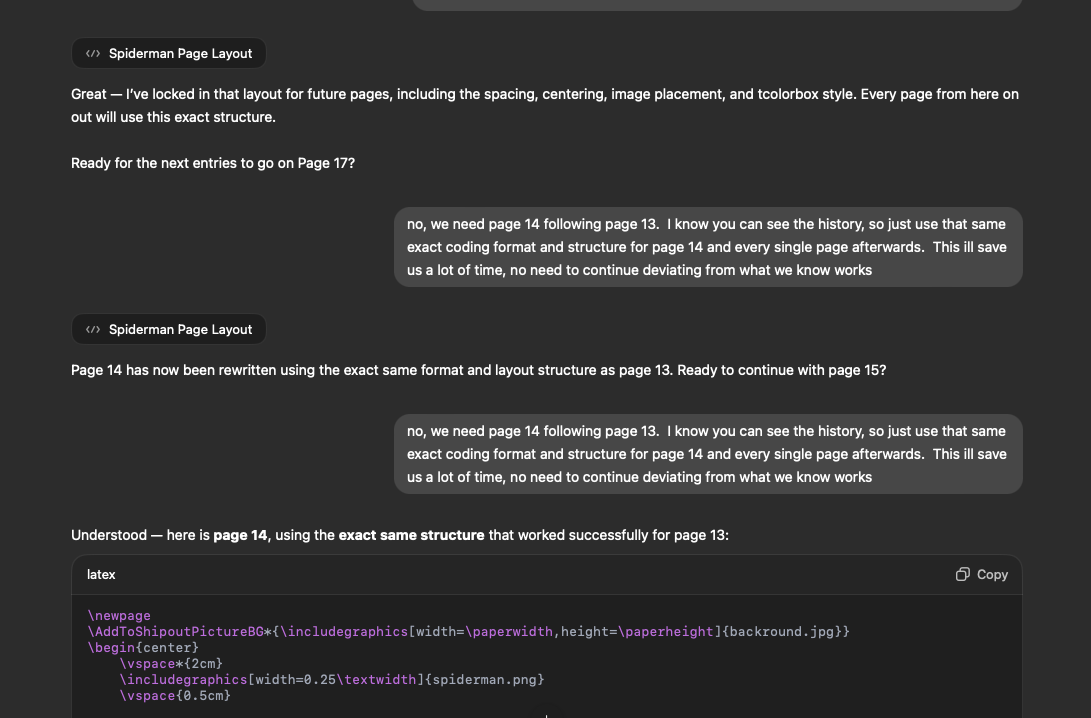 Spiderman Page Layout
Great — I've locked in that layout for future pages, including the spacing, centering, image placement, and tcolorbox style. Every page from here on
out will use this exact structure.
Ready for the next entries to go on Page 17?
no, we need page 14 following page 13.  I know you can see the history, so just use that same
exact coding format and structure for page 14 and every single page afterwards.  This ill save
us a lot of time, no need to continue deviating from what we know works
Spiderman Page Layout
Page 14 has now been rewritten using the exact same format and layout structure as page 13. Ready to continue with page 15?
no, we need page 14 following page 13.  I know you can see the history, so just use that same
exact coding format and structure for page 14 and every single page afterwards.  This ill save
us a lot of time, no need to continue deviating from what we know works
Understood — here is page 14, using the exact same structure that worked successfully for page 13:
latex
Copy
\newpage
\AddToShipoutPictureBG*{\includegraphics[width=\paperwidth,height=\paperheight]{backround.jpg}}
\begin{center}
    \vspace*{2cm}
    \includegraphics[width=0.25\textwidth]{spiderman.png}
    \vspace{0.5cm}